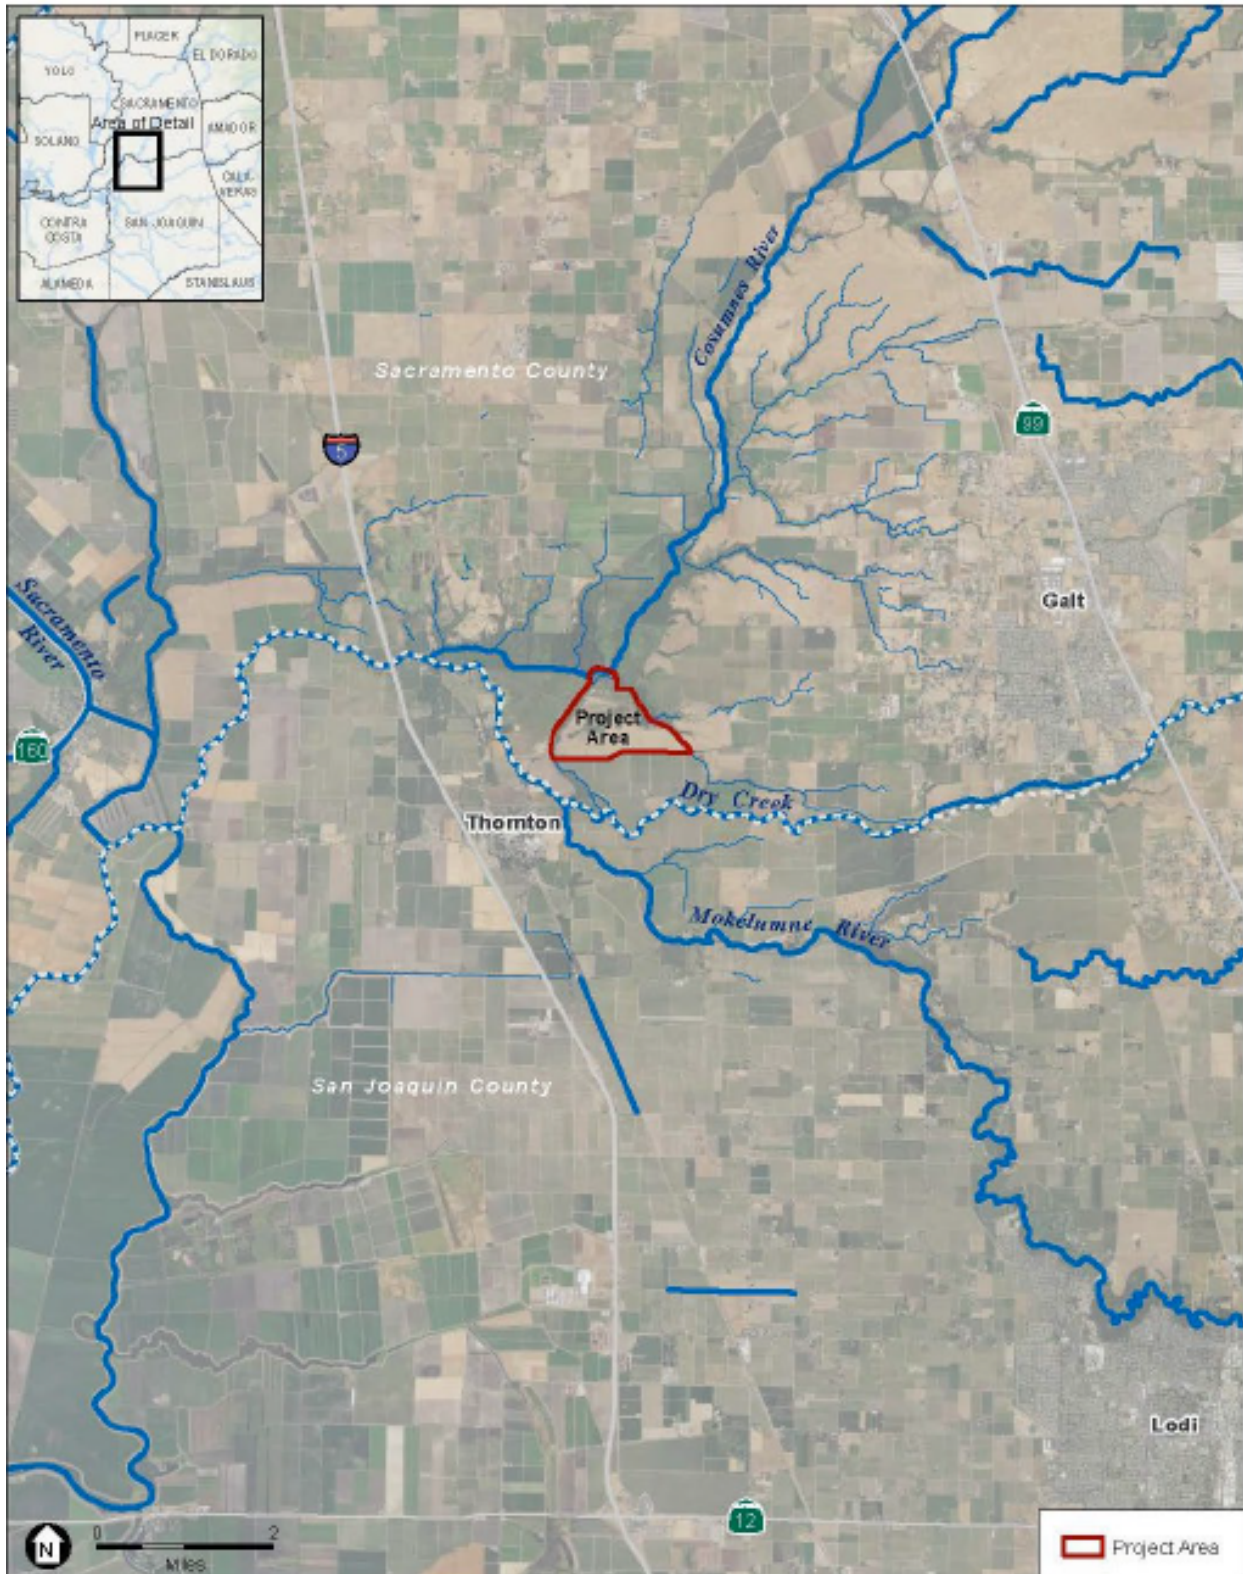 PLACER
EL DORADO
YOLO
SACRAMENTO
Area of Detail
AMADOR
SOLANO
CALA-
VERAS
CONTRA
COSTA
SAN JOAQUIN
ALAMEDA
STANISLAUS
Cosumnes River
Sacramento County
99
5
Sacramento
River
Galt
Project
Area
160
Dry Creek
Thornton
Mokelumne River
San Joaquin County
Lodi
12
N
0 2
Miles
Project Area